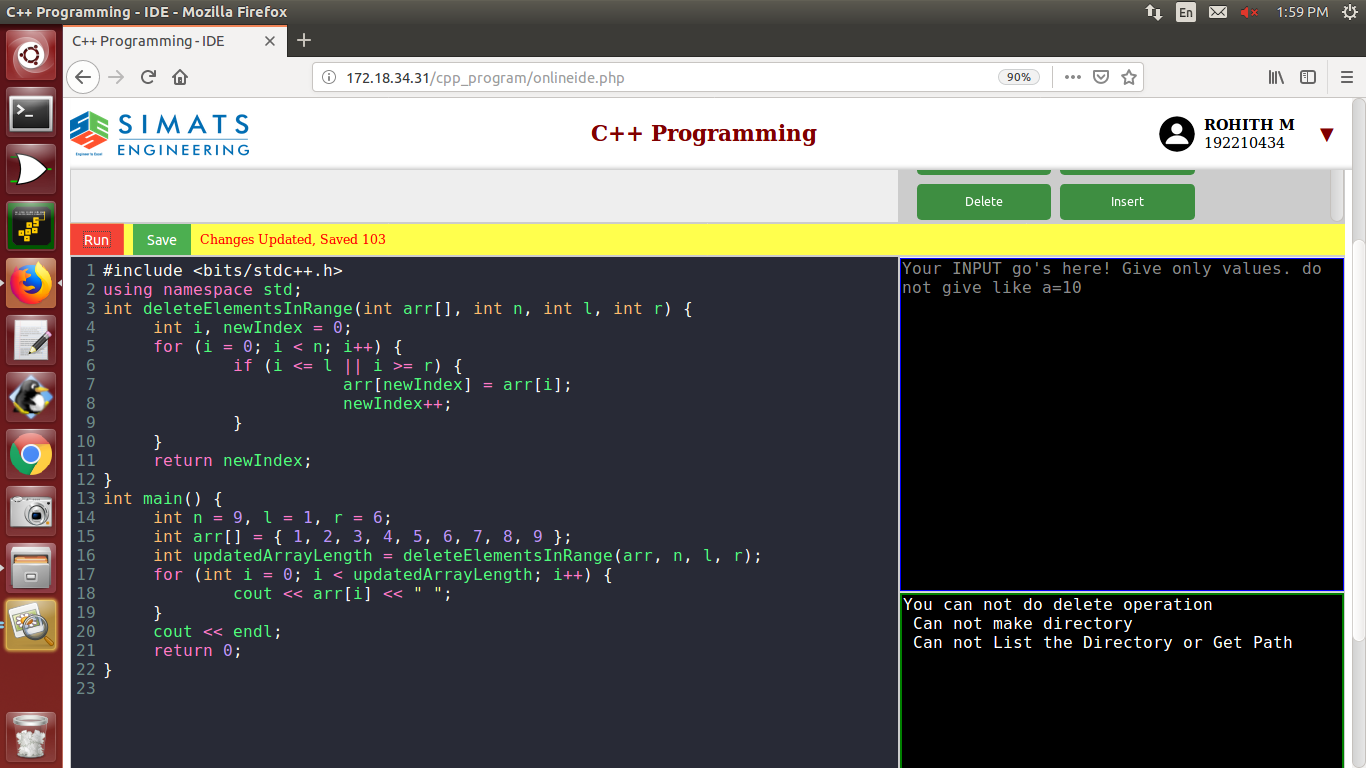 C++ Programming - IDE - Mozilla Firefox
En
1:59 PM
C++ Programming - IDE
172.18.34.31/cpp_program/onlineide.php
90%
SIMATS
ENGINEERING
Engineer to Excel
C++ Programming
ROHITH M
192210434
Delete
Insert
Run
Save
Changes Updated, Saved 103
1 #include <bits/stdc++.h>
2 using namespace std;
3 int deleteElementsInRange(int arr[], int n, int l, int r) {
4 int i, newIndex = 0;
5 for (i = 0; i < n; i++) {
6 if (i <= l || i >= r) {
7 arr[newIndex] = arr[i];
8 newIndex++;
9 }
10 }
11 return newIndex;
12 }
13 int main() {
14 int n = 9, l = 1, r = 6;
15 int arr[] = { 1, 2, 3, 4, 5, 6, 7, 8, 9 };
16 int updatedArrayLength = deleteElementsInRange(arr, n, l, r);
17 for (int i = 0; i < updatedArrayLength; i++) {
18 cout << arr[i] << " ";
19 }
20 cout << endl;
21 return 0;
22 }
23
Your INPUT go's here! Give only values. do
not give like a=10
You can not do delete operation
Can not make directory
Can not List the Directory or Get Path